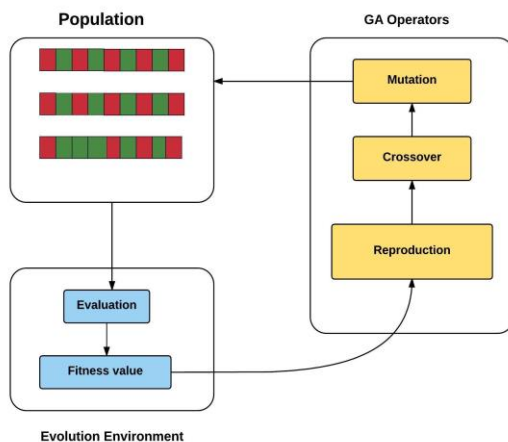 Population
GA Operators
Mutation
Crossover
Reproduction
Evaluation
Fitness value
Evolution Environment